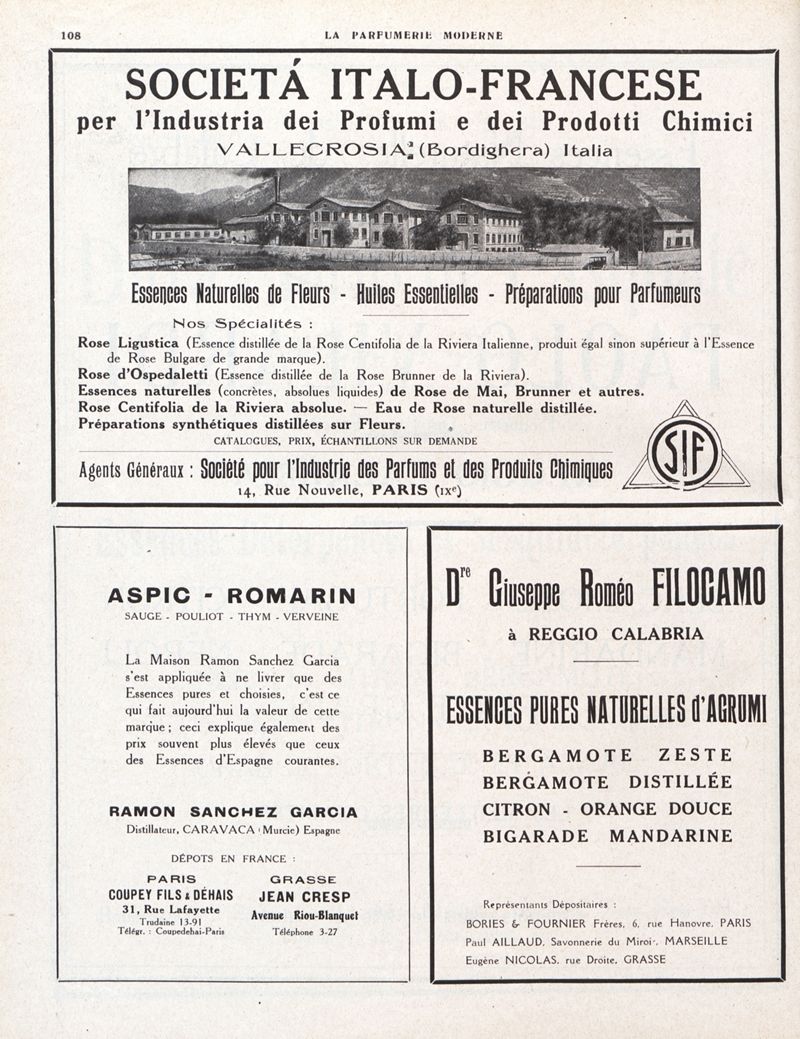 108
LA PARFUMERIE MODERNE
SOCIETÁ ITALO-FRANCESE
per l'Industria dei Profumi e dei Prodotti Chimici
VALLECROSIA (Bordighera) Italia
Essences Naturelles de Fleurs - Huiles Essentielles - Préparations pour Parfumeurs
Nos Spécialités :
Rose Ligustica (Essence distillée de la Rose Centifolia de la Riviera Italienne, produit égal sinon supérieur à l'Essence
de Rose Bulgare de grande marque).
Rose d'Ospedaletti (Essence distillée de la Rose Brunner de la Riviera).
Essences naturelles (concrètes, absolues liquides) de Rose de Mai, Brunner et autres.
Rose Centifolia de la Riviera absolue. — Eau de Rose naturelle distillée.
Préparations synthétiques distillées sur Fleurs.
CATALOGUES, PRIX, ÉCHANTILLONS SUR DEMANDE
Agents Généraux : Société pour l'Industrie des Parfums et des Produits Chimiques
14, Rue Nouvelle, PARIS (IXe)
SIF
ASPIC - ROMARIN
SAUGE - POULIOT - THYM - VERVEINE
La Maison Ramon Sanchez Garcia
s'est appliquée à ne livrer que des
Essences pures et choisies, c'est ce
qui fait aujourd'hui la valeur de cette
marque ; ceci explique également des
prix souvent plus élevés que ceux
des Essences d'Espagne courantes.
RAMON SANCHEZ GARCIA
Distillateur, CARAVACA (Murcie) Espagne
DÉPOTS EN FRANCE :
PARIS
COUPEY FILS & DÉHAIS
31, Rue Lafayette
Trudaine 13-91
Télégr. : Coupedehai-Paris
GRASSE
JEAN CRESP
Avenue Riou-Blanquet
Téléphone 3-27
Dre Giuseppe Roméo FILOCAMO
à REGGIO CALABRIA
ESSENCES PURES NATURELLES d'AGRUMI
BERGAMOTE ZESTE
BERGAMOTE DISTILLÉE
CITRON - ORANGE DOUCE
BIGARADE MANDARINE
Représentants Dépositaires :
BORIES & FOURNIER Frères, 6, rue Hanovre, PARIS
Paul AILLAUD, Savonnerie du Miroir, MARSEILLE
Eugène NICOLAS, rue Droite, GRASSE